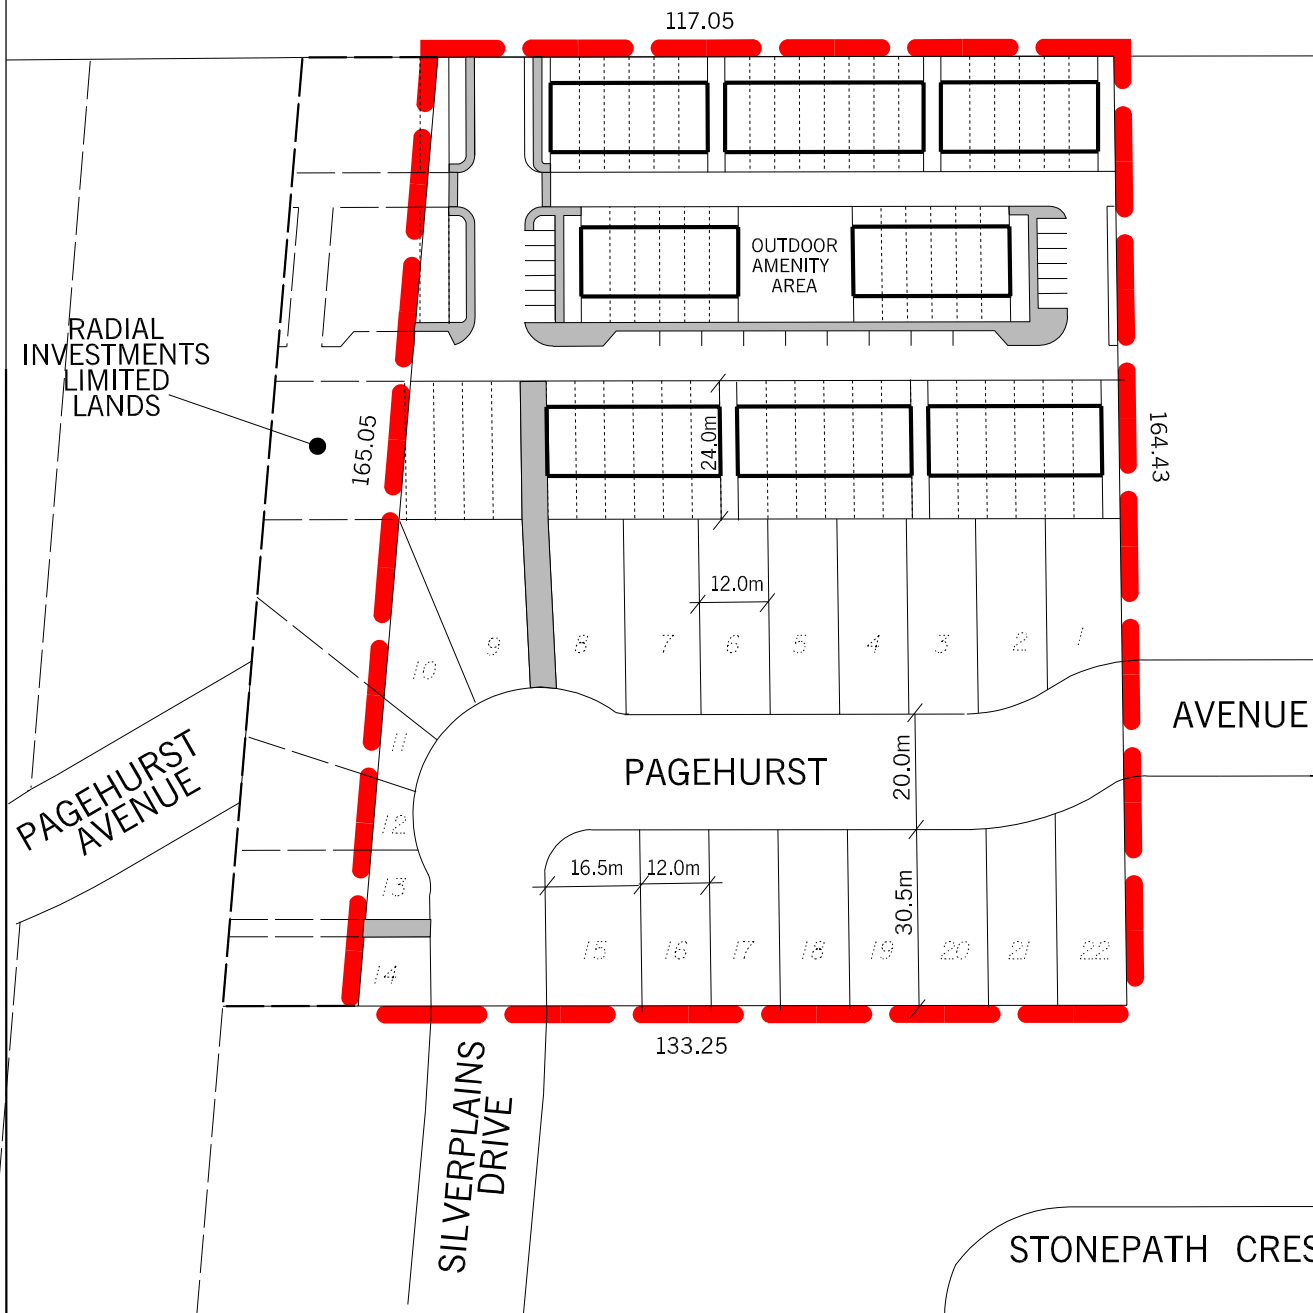 117.05
OUTDOOR
AMENITY
AREA
RADIAL
INVESTMENTS
LIMITED
LANDS
165.05
24.0m
164.43
12.0m
10
9
8
7
6
5
4
3
2
1
11
12
13
14
PAGEHURST
AVENUE
PAGEHURST
AVENUE
20.0m
16.5m
12.0m
30.5m
15
16
17
18
19
20
21
22
133.25
SILVERPLAINS
DRIVE
STONEPATH CRES